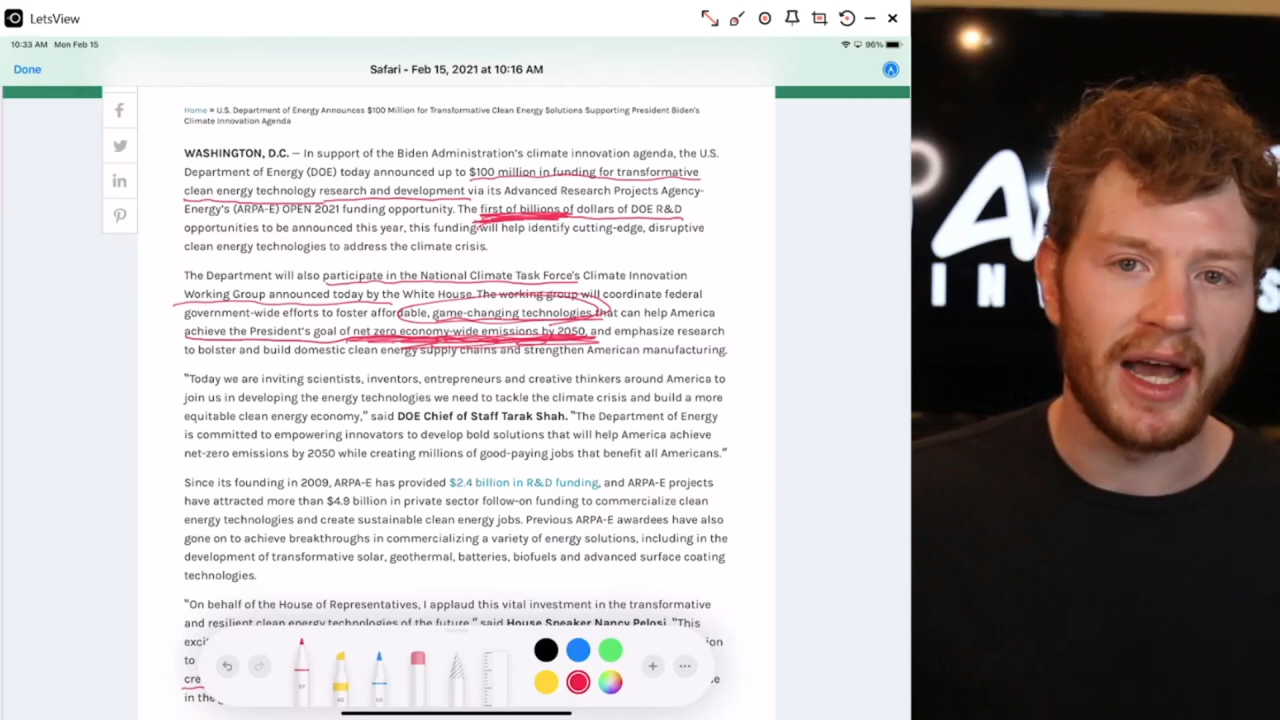 LetsView
10:33 AM Mon Feb 15
96%
Done
Safari - Feb 15, 2021 at 10:16 AM
Home » U.S. Department of Energy Announces $100 Million for Transformative Clean Energy Solutions Supporting President Biden's
Climate Innovation Agenda
WASHINGTON, D.C. — In support of the Biden Administration's climate innovation agenda, the U.S.
Department of Energy (DOE) today announced up to $100 million in funding for transformative
clean energy technology research and development via its Advanced Research Projects Agency-
Energy's (ARPA-E) OPEN 2021 funding opportunity. The first of billions of dollars of DOE R&D
opportunities to be announced this year, this funding will help identify cutting-edge, disruptive
clean energy technologies to address the climate crisis.
The Department will also participate in the National Climate Task Force's Climate Innovation
Working Group announced today by the White House. The working group will coordinate federal
government-wide efforts to foster affordable, game-changing technologies that can help America
achieve the President's goal of net zero economy-wide emissions by 2050, and emphasize research
to bolster and build domestic clean energy supply chains and strengthen American manufacturing.
"Today we are inviting scientists, inventors, entrepreneurs and creative thinkers around America to
join us in developing the energy technologies we need to tackle the climate crisis and build a more
equitable clean energy economy," said DOE Chief of Staff Tarak Shah. "The Department of Energy
is committed to empowering innovators to develop bold solutions that will help America achieve
net-zero emissions by 2050 while creating millions of good-paying jobs that benefit all Americans."
Since its founding in 2009, ARPA-E has provided $2.4 billion in R&D funding, and ARPA-E projects
have attracted more than $4.9 billion in private sector follow-on funding to commercialize clean
energy technologies and create sustainable clean energy jobs. Previous ARPA-E awardees have also
gone on to achieve breakthroughs in commercializing a variety of energy solutions, including in the
development of transformative solar, geothermal, batteries, biofuels and advanced surface coating
technologies.
"On behalf of the House of Representatives, I applaud this vital investment in the transformative
and resilient clean energy technologies of the future," said House Speaker Nancy Pelosi. "This
to
in the